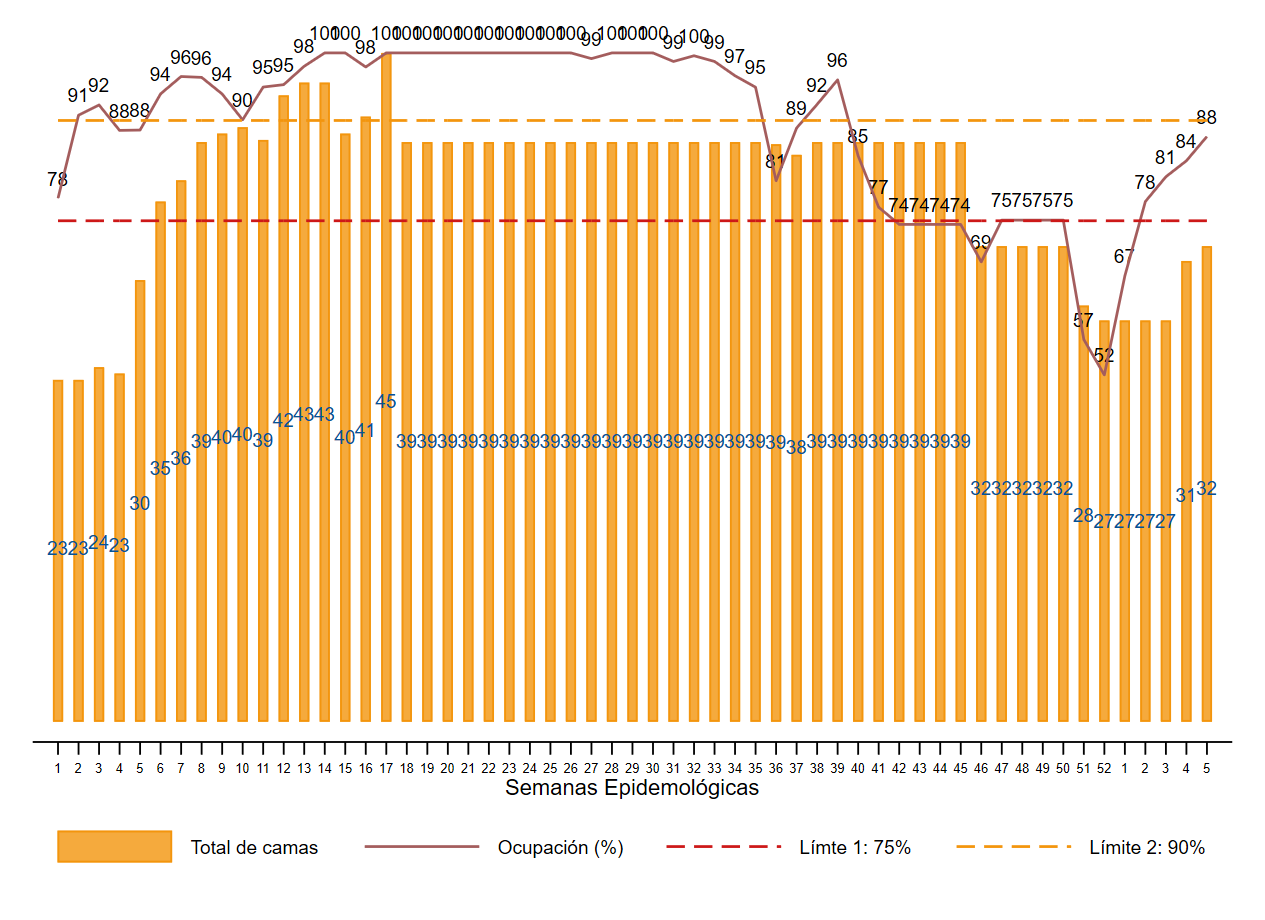 78 91 92 88 88 94 96 96 94 90 95 95 98 100 100 98 100 100 100 100 100 100 100 100 100 100 99 100 100 100 99 100 99 97 95 81 89 92 96 85 77 74 74 74 74 69 75 75 75 75 57 52 67 78 81 84 88
23 23 24 23 30 35 36 39 40 40 39 42 43 43 40 41 45 39 39 39 39 39 39 39 39 39 39 39 39 39 39 39 39 39 39 39 38 39 39 39 39 39 39 39 39 32 32 32 32 32 28 27 27 27 27 31 32
1 2 3 4 5 6 7 8 9 10 11 12 13 14 15 16 17 18 19 20 21 22 23 24 25 26 27 28 29 30 31 32 33 34 35 36 37 38 39 40 41 42 43 44 45 46 47 48 49 50 51 52 1 2 3 4 5
Semanas Epidemológicas
Total de camas Ocupación (%) Límte 1: 75% Límite 2: 90%